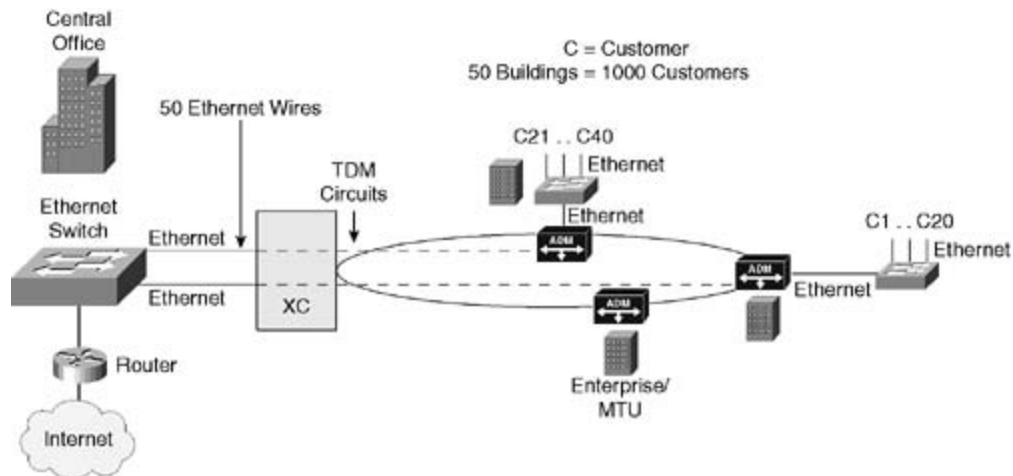 Central
Office
C = Customer
50 Buildings = 1000 Customers
50 Ethernet Wires
C21 . . C40
Ethernet
TDM
Circuits
Ethernet
Switch
Ethernet
C1 . . C20
Ethernet
Ethernet
ADM
ADM
Ethernet
Ethernet
XC
ADM
Router
Enterprise/
MTU
Internet